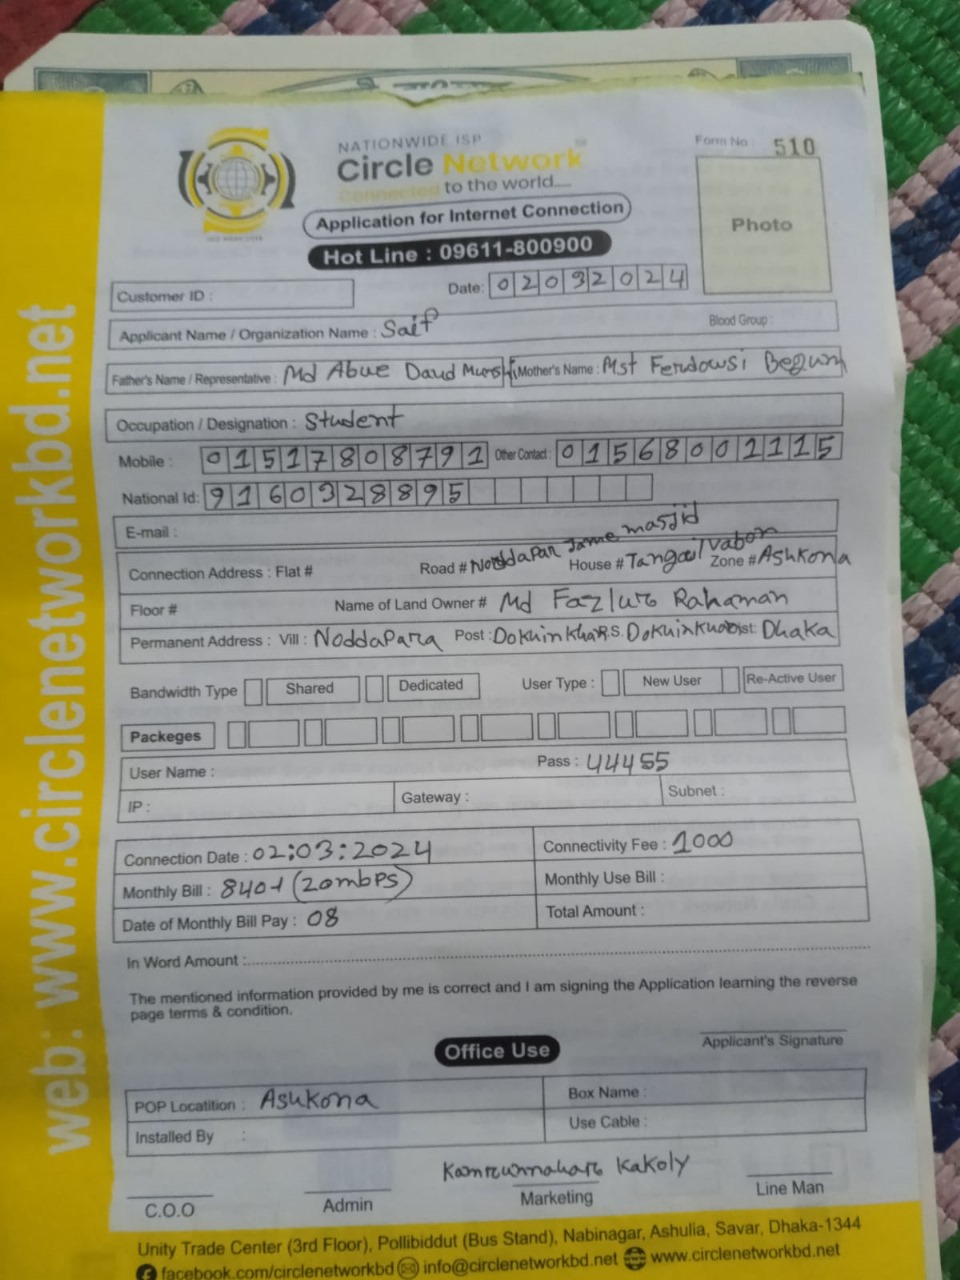 NATIONWIDE ISP
Circle Network
Connected to the world....
Application for Internet Connection
Hot Line : 09611-800900
Form No : 510
Photo
Customer ID :
Date: 02032024
Applicant Name / Organization Name : Saif
Blood Group :
Father's Name / Representative : Md Abue Daud Munshi Mother's Name : Mst Ferdowsi Begum
Occupation / Designation : Student
Mobile : 01517808791 Other Contact : 01568002115
National Id: 9160328895
E-mail :
Connection Address : Flat # Road # Noddapar Jame masjid House # Tangail Vabon Zone # Ashkona
Floor # Name of Land Owner # Md Fazlur Rahaman
Permanent Address : Vill : Noddapara Post : Dokhinkhan P.S. Dokhinkhan Dist: Dhaka
Bandwidth Type Shared Dedicated User Type : New User Re-Active User
Packeges
User Name : Pass : 44455
IP : Gateway : Subnet :
Connection Date : 02:03:2024 Connectivity Fee : 1000
Monthly Bill : 840+ (20mbps) Monthly Use Bill :
Date of Monthly Bill Pay : 08 Total Amount :
In Word Amount :
The mentioned information provided by me is correct and I am signing the Application learning the reverse
page terms & condition.
Applicant's Signature
Office Use
POP Locatition : Ashkona Box Name :
Installed By : Use Cable :
Kamrunnahar Kakoly
C.O.O Admin Marketing Line Man
Unity Trade Center (3rd Floor), Pollibiddut (Bus Stand), Nabinagar, Ashulia, Savar, Dhaka-1344
facebook.com/circlenetworkbd info@circlenetworkbd.net www.circlenetworkbd.net
web: www.circlenetworkbd.net